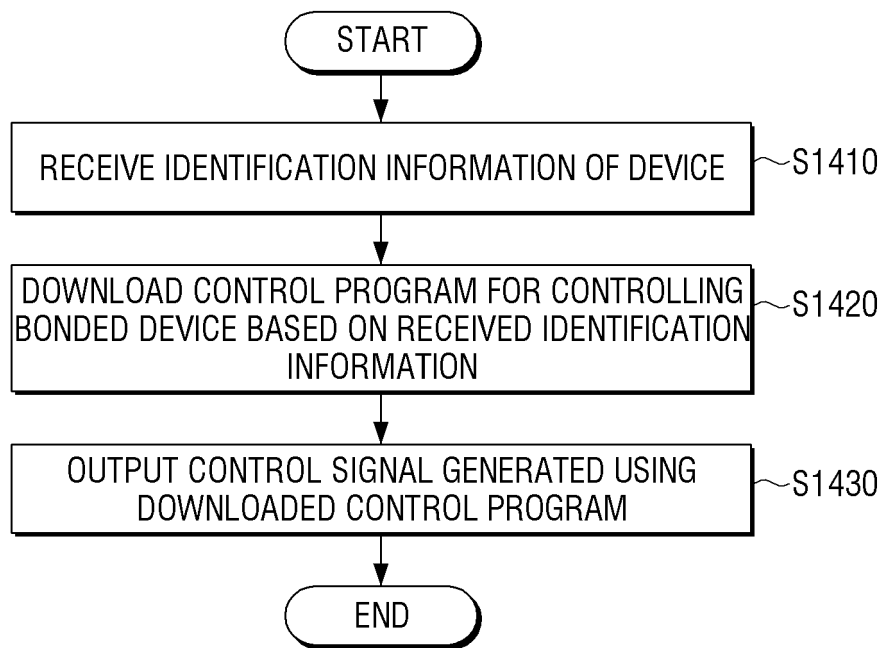 START
RECEIVE IDENTIFICATION INFORMATION OF DEVICE
S1410
DOWNLOAD CONTROL PROGRAM FOR CONTROLLING
BONDED DEVICE BASED ON RECEIVED IDENTIFICATION
INFORMATION
S1420
OUTPUT CONTROL SIGNAL GENERATED USING
DOWNLOADED CONTROL PROGRAM
S1430
END